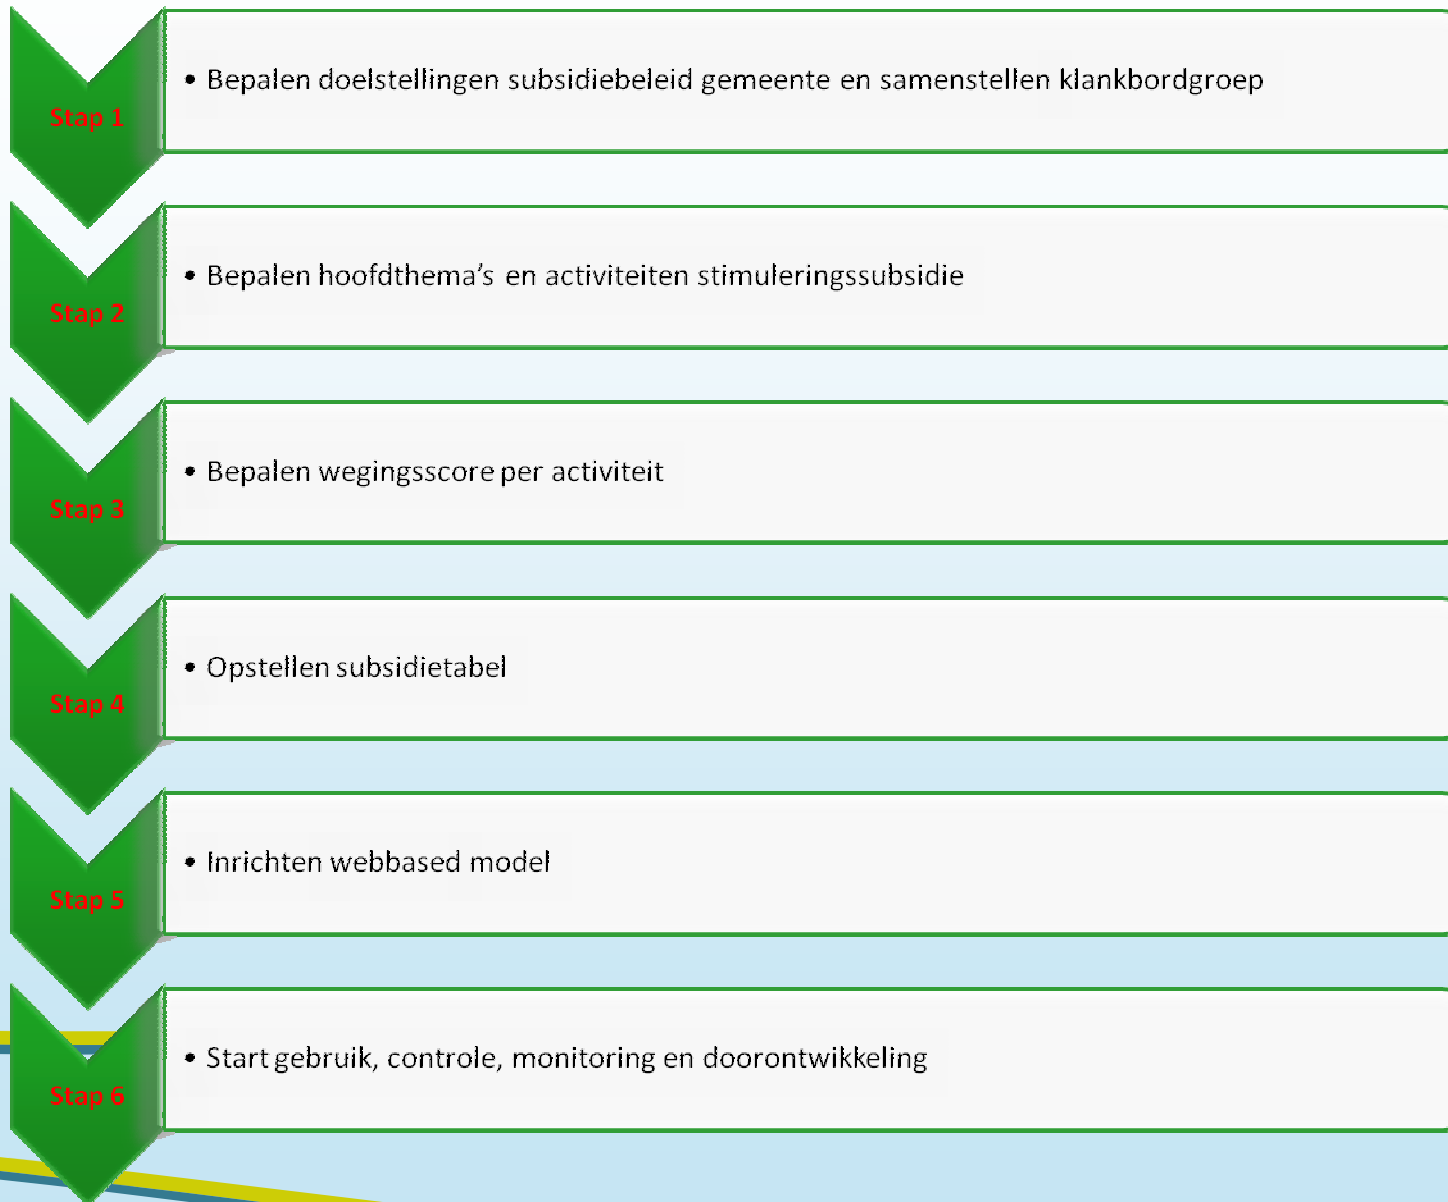 Stap 1
• Bepalen doelstellingen subsidiebeleid gemeente en samenstellen klankbordgroep
Stap 2
• Bepalen hoofdthema’s en activiteiten stimuleringssubsidie
Stap 3
• Bepalen wegingsscore per activiteit
Stap 4
• Opstellen subsidietabel
Stap 5
• Inrichten webbased model
Stap 6
• Start gebruik, controle, monitoring en doorontwikkeling